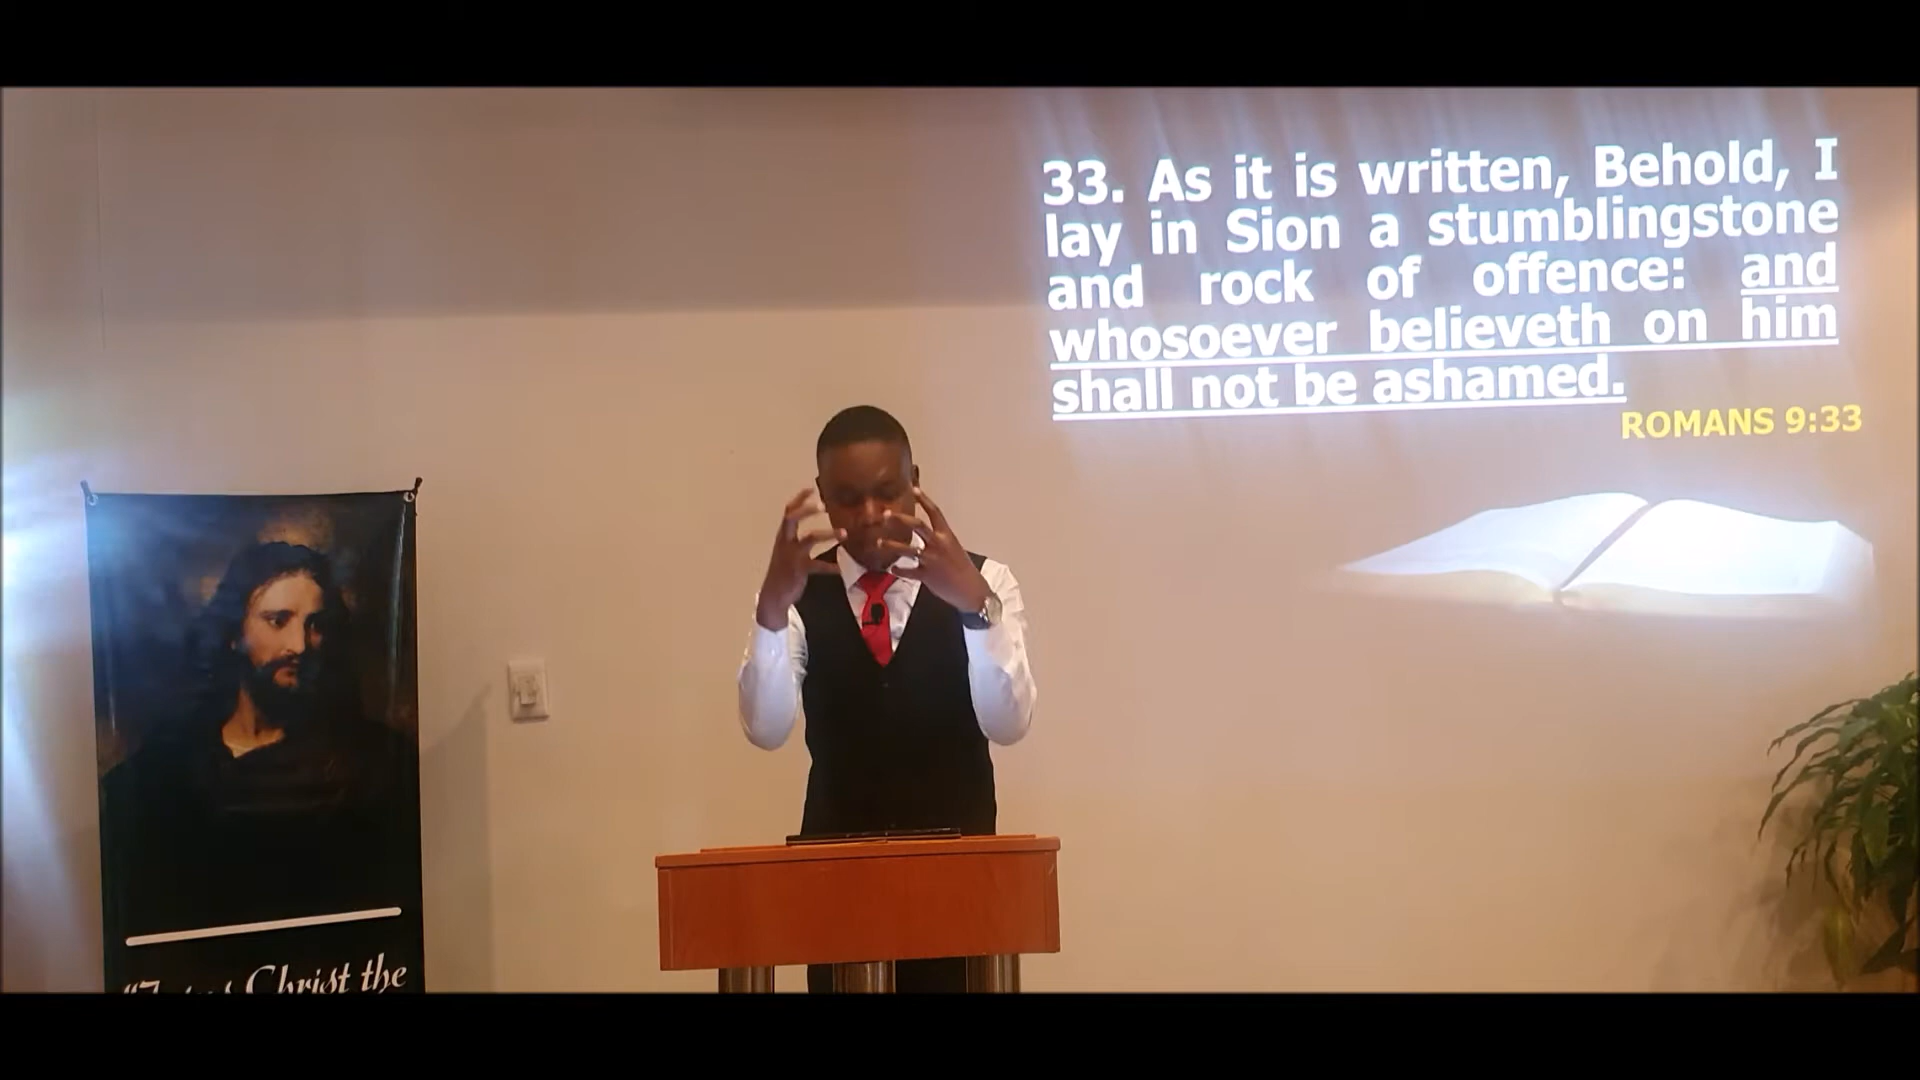 33. As it is written, Behold, I
lay in Sion a stumblingstone
and rock of offence: and
whosoever believeth on him
shall not be ashamed.
ROMANS 9:33
Christ the